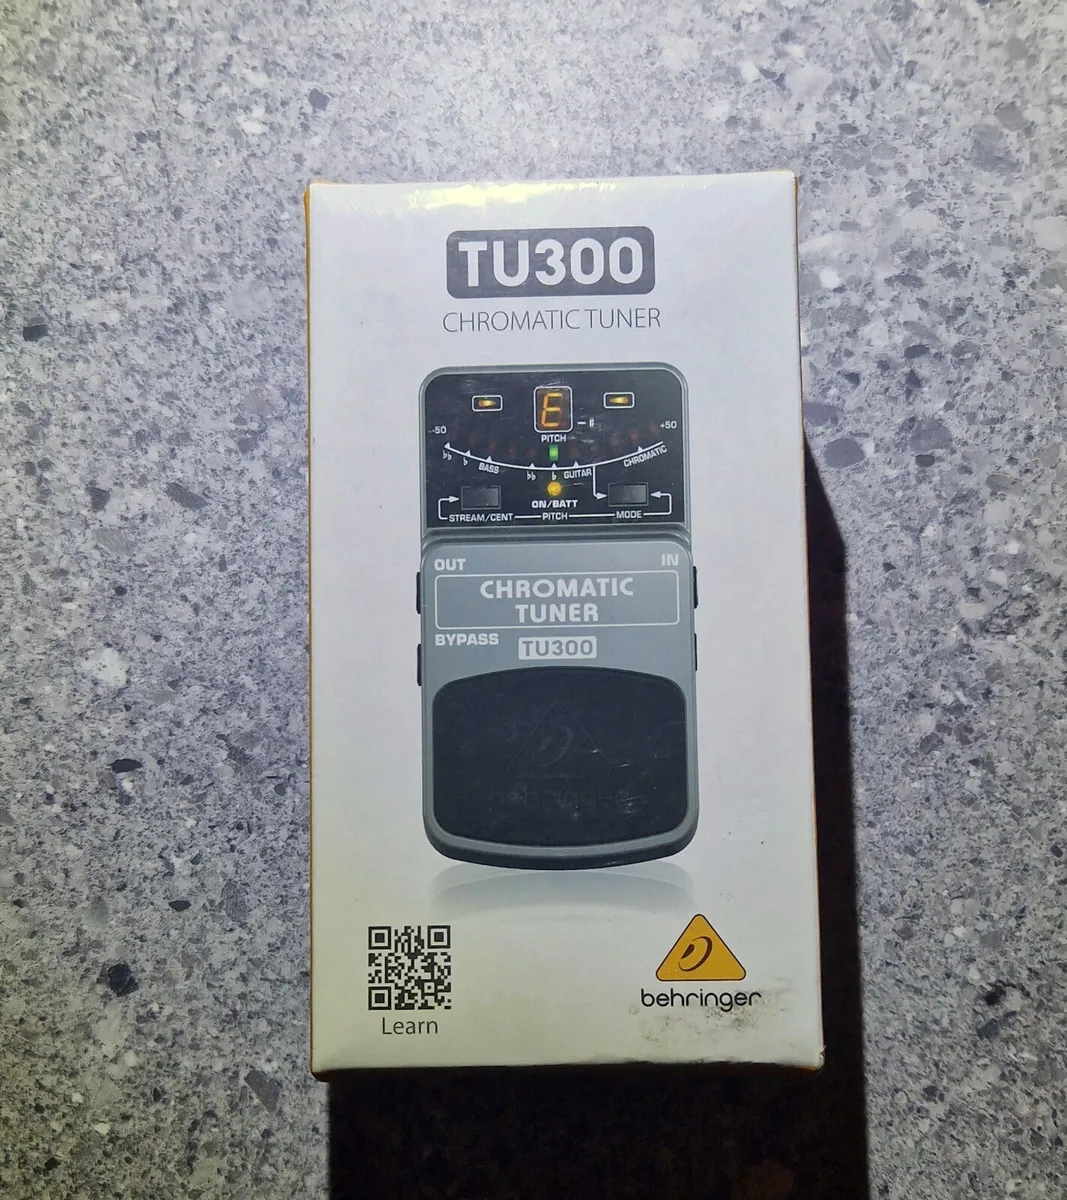 TU300
CHROMATIC TUNER
E
PITCH
-50
+50
♭♭ ♭ BASS ♭♭ ♭ GUITAR CHROMATIC
ON/BATT
STREAM/CENT PITCH MODE
OUT IN
CHROMATIC
TUNER
BYPASS
TU300
behringer
Learn
behringer